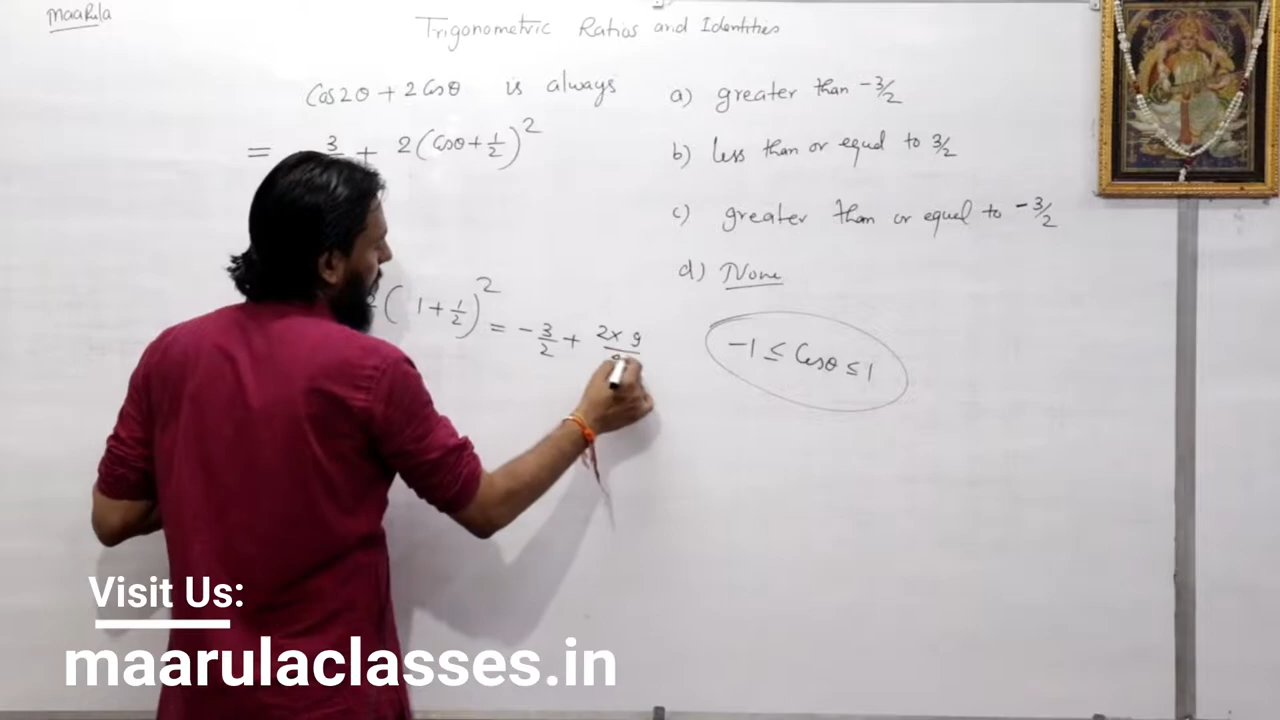 MaaRula
Trigonometric Ratios and Identities
Cos2θ + 2Cosθ is always
= 3 + 2(Cosθ + 1/2)²
a) greater than -3/2
b) less than or equal to 3/2
c) greater than or equal to -3/2
d) None
(1 + 1/2)² = -3/2 + 2x9
-1 ≤ Cosθ ≤ 1
Visit Us:
maarulaclasses.in